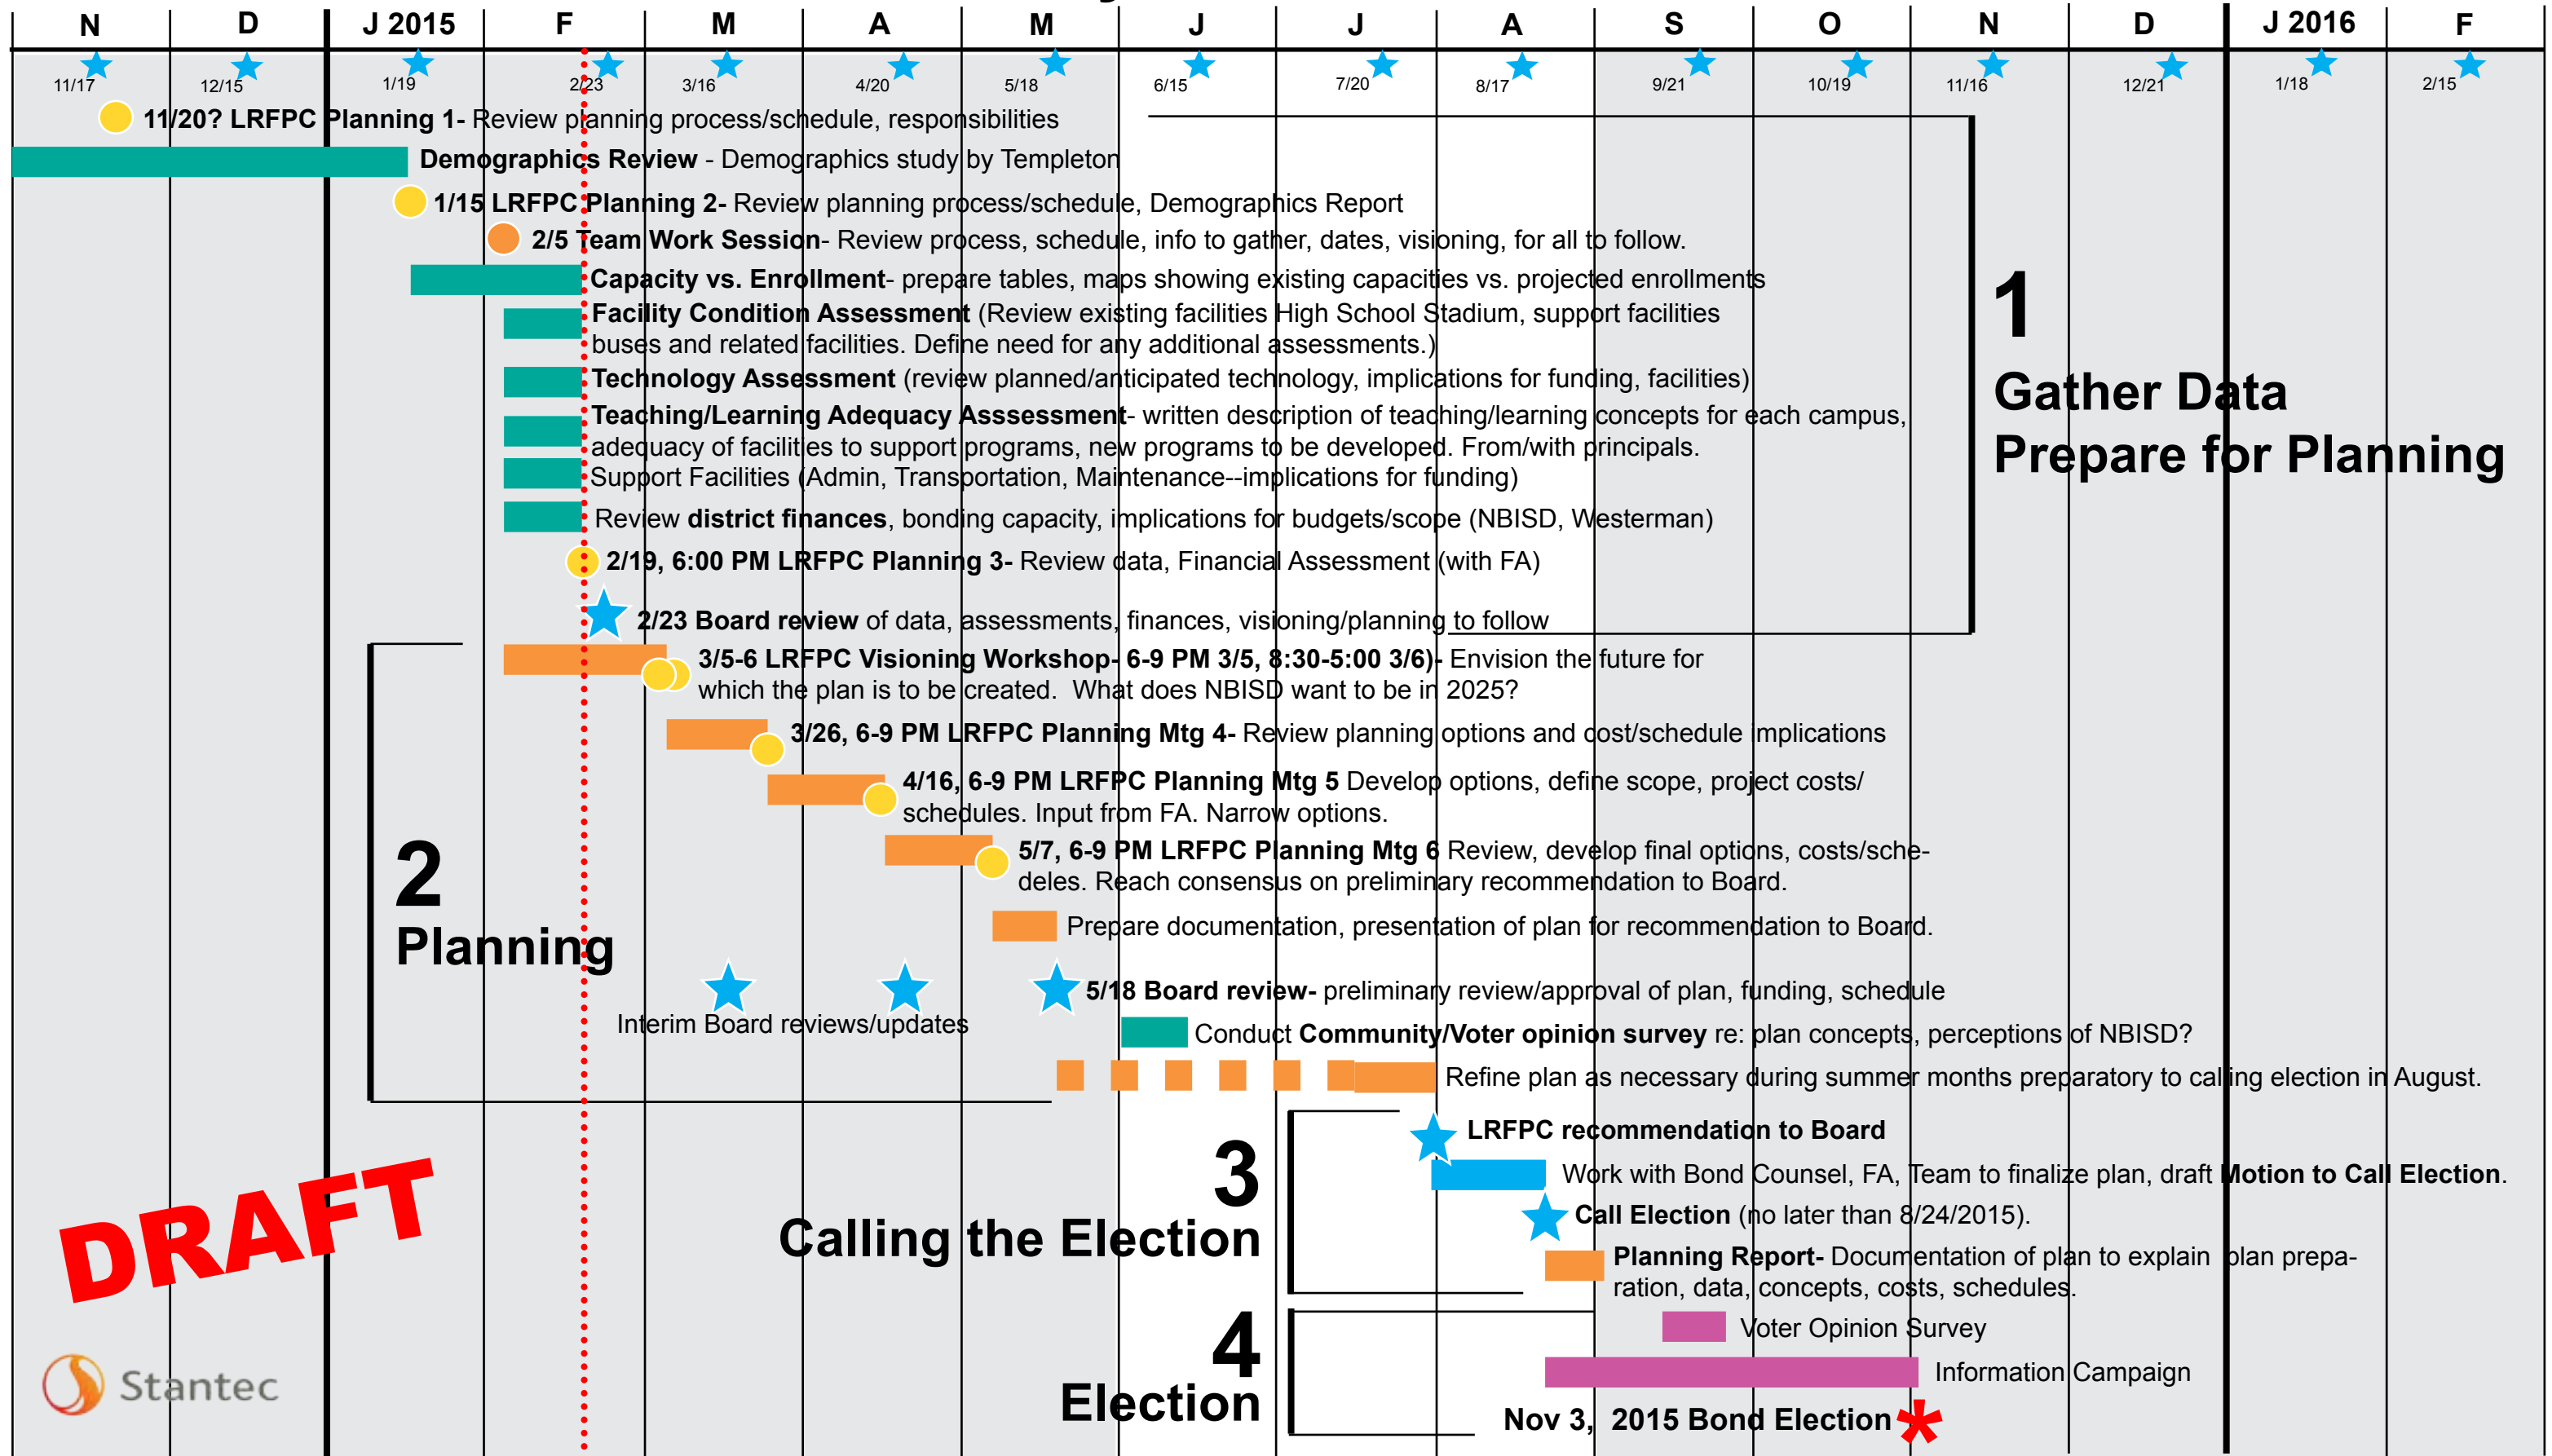 N D J 2015 F M A M J J A S O N D J 2016 F
11/17 12/15 1/19 2/23 3/16 4/20 5/18 6/15 7/20 8/17 9/21 10/19 11/16 12/21 1/18 2/15
11/20? LRFPC Planning 1- Review planning process/schedule, responsibilities
Demographics Review - Demographics study by Templeton
1/15 LRFPC Planning 2- Review planning process/schedule, Demographics Report
2/5 Team Work Session- Review process, schedule, info to gather, dates, visioning, for all to follow.
Capacity vs. Enrollment- prepare tables, maps showing existing capacities vs. projected enrollments
Facility Condition Assessment (Review existing facilities High School Stadium, support facilities
buses and related facilities. Define need for any additional assessments.)
Technology Assessment (review planned/anticipated technology, implications for funding, facilities)
Teaching/Learning Adequacy Asssessment- written description of teaching/learning concepts for each campus,
adequacy of facilities to support programs, new programs to be developed. From/with principals.
Support Facilities (Admin, Transportation, Maintenance--implications for funding)
Review district finances, bonding capacity, implications for budgets/scope (NBISD, Westerman)
2/19, 6:00 PM LRFPC Planning 3- Review data, Financial Assessment (with FA)
2/23 Board review of data, assessments, finances, visioning/planning to follow
1
Gather Data
Prepare for Planning
3/5-6 LRFPC Visioning Workshop- 6-9 PM 3/5, 8:30-5:00 3/6)- Envision the future for
which the plan is to be created. What does NBISD want to be in 2025?
3/26, 6-9 PM LRFPC Planning Mtg 4- Review planning options and cost/schedule implications
4/16, 6-9 PM LRFPC Planning Mtg 5 Develop options, define scope, project costs/
schedules. Input from FA. Narrow options.
5/7, 6-9 PM LRFPC Planning Mtg 6 Review, develop final options, costs/sche-
deles. Reach consensus on preliminary recommendation to Board.
2
Planning
Prepare documentation, presentation of plan for recommendation to Board.
5/18 Board review- preliminary review/approval of plan, funding, schedule
Interim Board reviews/updates
Conduct Community/Voter opinion survey re: plan concepts, perceptions of NBISD?
Refine plan as necessary during summer months preparatory to calling election in August.
3
Calling the Election
LRFPC recommendation to Board
Work with Bond Counsel, FA, Team to finalize plan, draft Motion to Call Election.
Call Election (no later than 8/24/2015).
Planning Report- Documentation of plan to explain plan prepa-
ration, data, concepts, costs, schedules.
4
Election
Voter Opinion Survey
Information Campaign
Nov 3, 2015 Bond Election *
DRAFT
Stantec